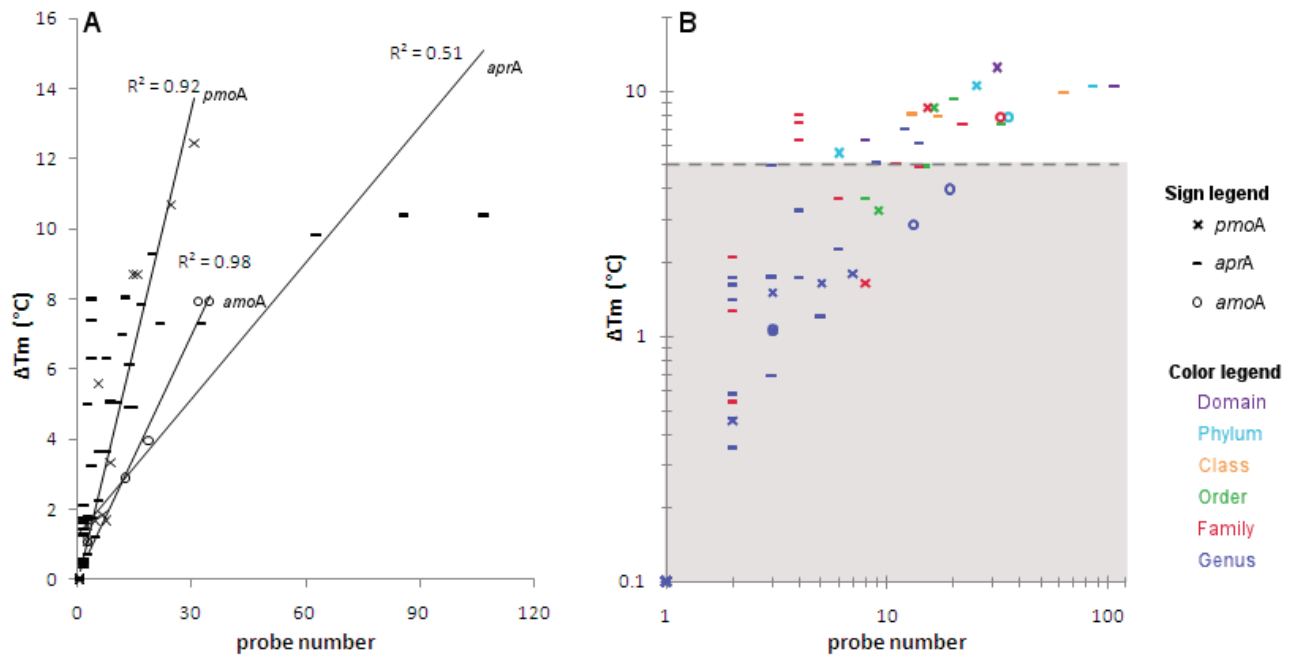 A
16
14
12
10
8
6
4
2
0
0
30
60
90
120
ΔTm (°C)
probe number
R² = 0.92
pmoA
R² = 0.98
amoA
R² = 0.51
aprA
B
10
1
0.1
1
10
100
ΔTm (°C)
probe number
Sign legend
pmoA
aprA
amoA
Color legend
Domain
Phylum
Class
Order
Family
Genus